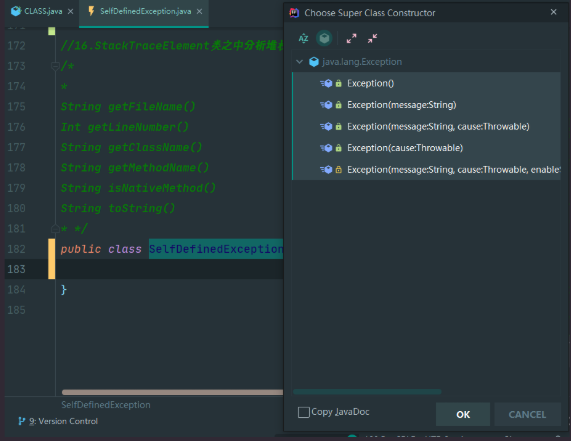 CLASS.java
SelfDefinedException.java
172 //16.StackTraceElement类之中分析堆
173 /*
174 *
175 String getFileName()
176 Int getLineNumber()
177 String getClassName()
178 String getMethodName()
179 String isNativeMethod()
180 String toString()
181 * */
182 public class SelfDefinedException
183
184 }
185
SelfDefinedException
9: Version Control
Choose Super Class Constructor
java.lang.Exception
Exception()
Exception(message:String)
Exception(message:String, cause:Throwable)
Exception(cause:Throwable)
Exception(message:String, cause:Throwable, enableS
Copy JavaDoc
OK
CANCEL